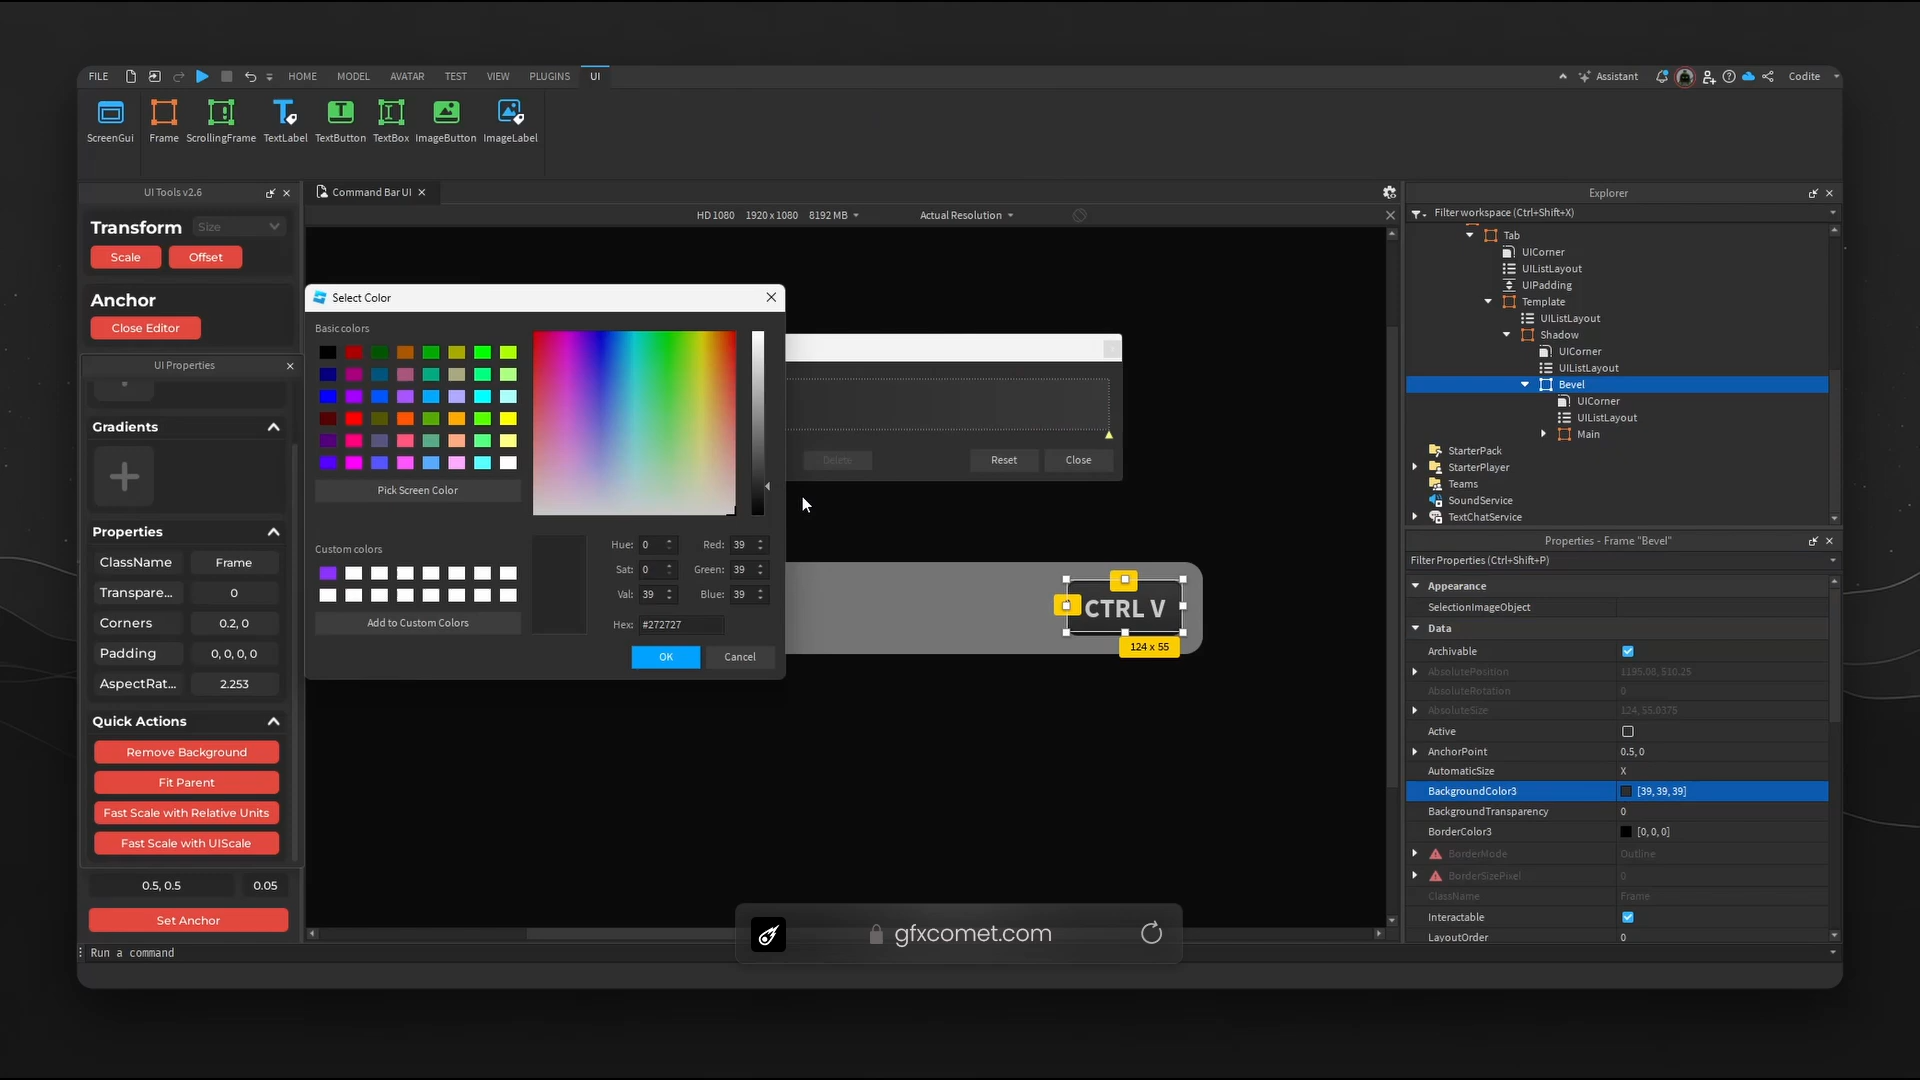 FILE HOME MODEL AVATAR TEST VIEW PLUGINS UI Assistant Codite
ScreenGui Frame ScrollingFrame TextLabel TextButton TextBox ImageButton ImageLabel
UI Tools v2.6
Transform Size
Scale Offset
Anchor
Close Editor
UI Properties
Gradients
Properties
ClassName Frame
Transpare... 0
Corners 0.2, 0
Padding 0, 0, 0, 0
AspectRat... 2.253
Quick Actions
Remove Background
Fit Parent
Fast Scale with Relative Units
Fast Scale with UIScale
0.5, 0.5 0.05
Set Anchor
Run a command
Command Bar UI
HD 1080 1920 x 1080 8192 MB Actual Resolution
Select Color
Basic colors
Pick Screen Color
Custom colors
Add to Custom Colors
Hue: 0 Red: 39
Sat: 0 Green: 39
Val: 39 Blue: 39
Hex: #272727
OK Cancel
Delete Reset Close
CTRL V
124 x 55
gfxcomet.com
Explorer
Filter workspace (Ctrl+Shift+X)
Tab
UICorner
UIListLayout
UIPadding
Template
UIListLayout
Shadow
UICorner
UIListLayout
Bevel
UICorner
UIListLayout
Main
StarterPack
StarterPlayer
Teams
SoundService
TextChatService
Properties - Frame "Bevel"
Filter Properties (Ctrl+Shift+P)
Appearance
SelectionImageObject
Data
Archivable
AbsolutePosition 1195.08, 510.25
AbsoluteRotation 0
AbsoluteSize 124, 55.0375
Active
AnchorPoint 0.5, 0
AutomaticSize X
BackgroundColor3 [39, 39, 39]
BackgroundTransparency 0
BorderColor3 [0, 0, 0]
BorderMode Outline
BorderSizePixel 0
ClassName Frame
Interactable
LayoutOrder 0